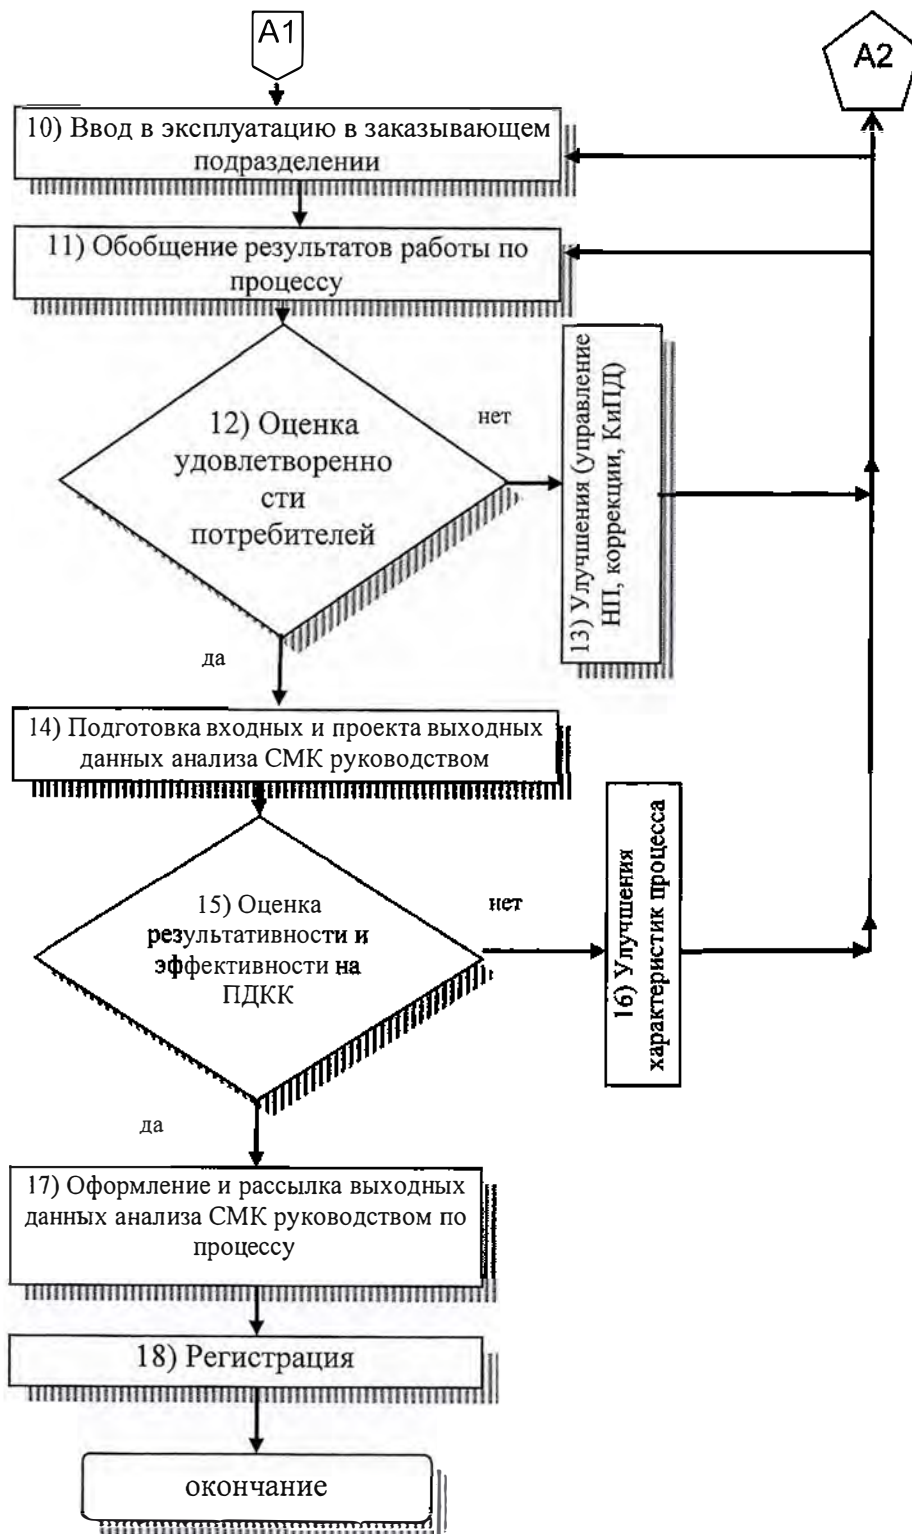 A1
A2
10) Ввод в эксплуатацию в заказывающем
подразделении
11) Обобщение результатов работы по
процессу
12) Оценка
удовлетворенно
сти
потребителей
нет
13) Улучшения (управление
НП, коррекции, КиПД)
да
14) Подготовка входных и проекта выходных
данных анализа СМК руководством
15) Оценка
результативности и
эффективности на
ПДКК
нет
16) Улучшения
характеристик процесса
да
17) Оформление и рассылка выходных
данных анализа СМК руководством по
процессу
18) Регистрация
окончание